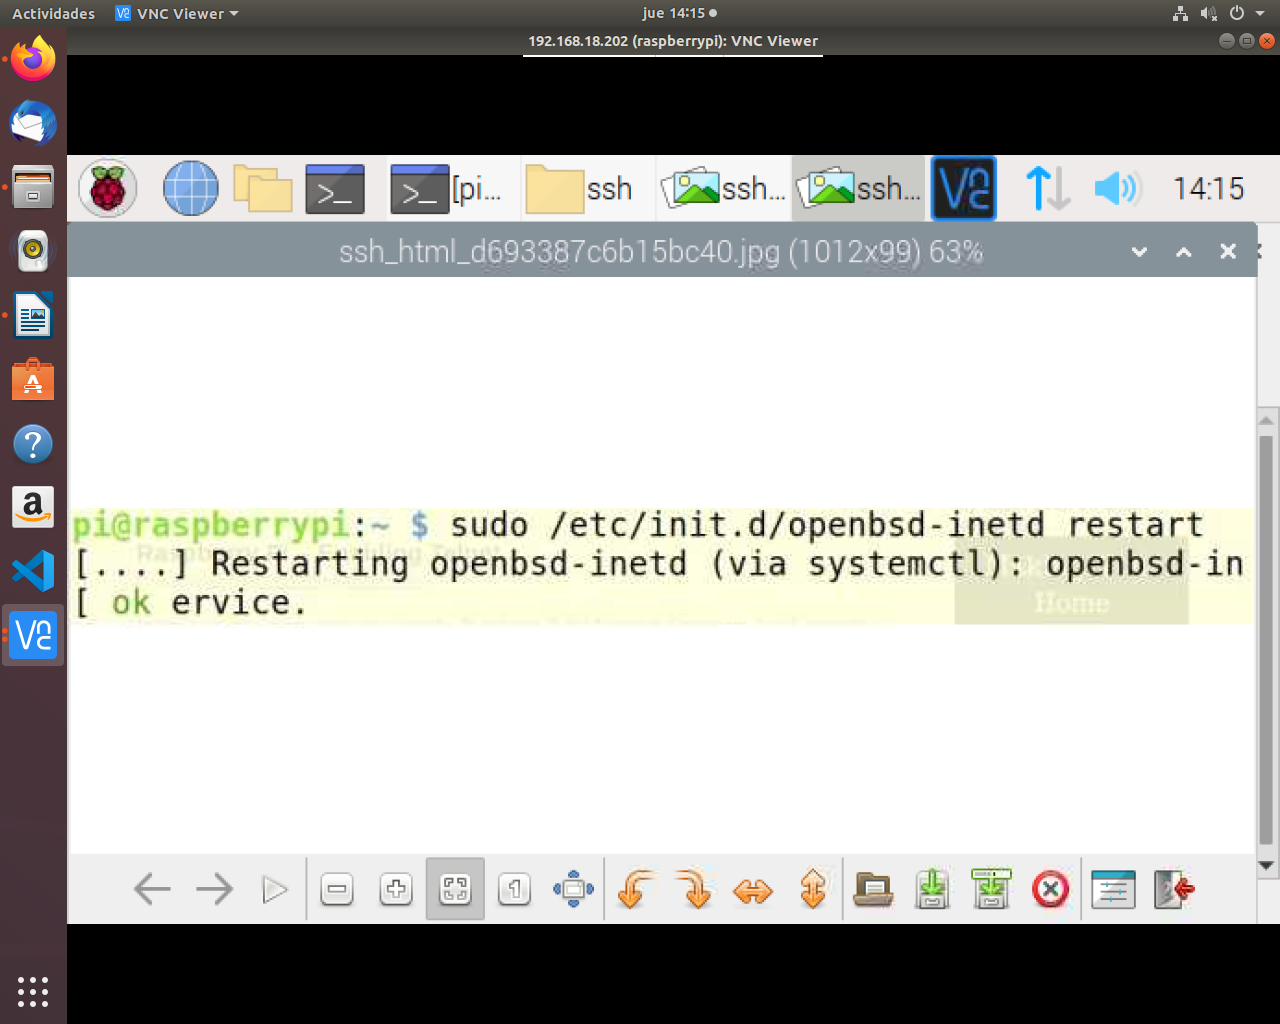 Actividades VNC Viewer jue 14:15
192.168.18.202 (raspberrypi): VNC Viewer
[pi... ssh ssh... ssh... 14:15
ssh_html_d693387c6b15bc40.jpg (1012x99) 63%
pi@raspberrypi:~ $ sudo /etc/init.d/openbsd-inetd restart
[....] Restarting openbsd-inetd (via systemctl): openbsd-in
[ ok ervice.
Home